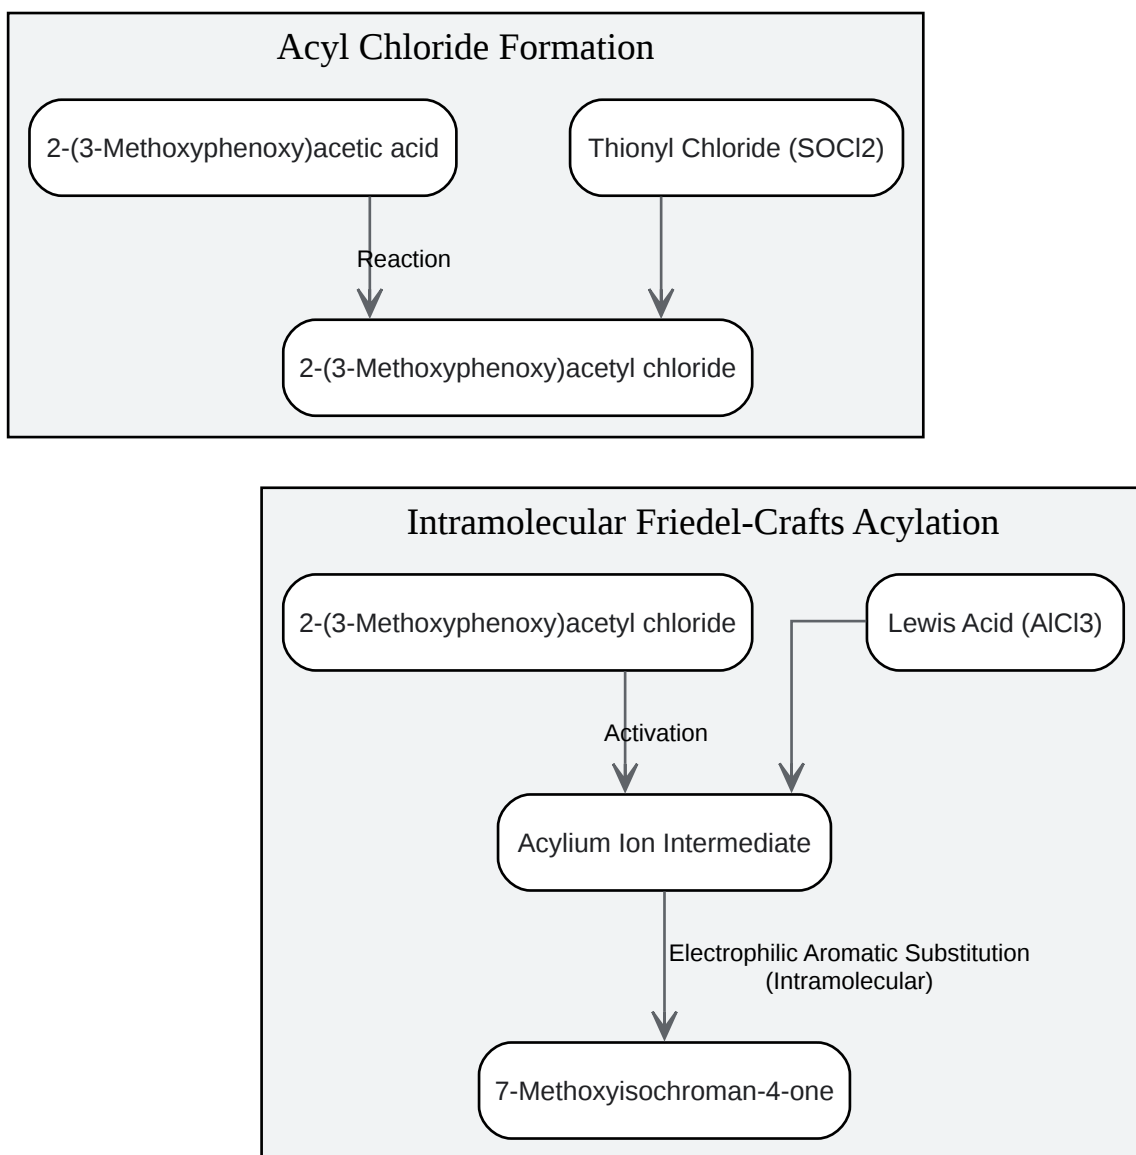 Acyl Chloride Formation
2-(3-Methoxyphenoxy)acetic acid
Thionyl Chloride (SOCl2)
Reaction
2-(3-Methoxyphenoxy)acetyl chloride
Intramolecular Friedel-Crafts Acylation
2-(3-Methoxyphenoxy)acetyl chloride
Lewis Acid (AlCl3)
Activation
Acylium Ion Intermediate
Electrophilic Aromatic Substitution
(Intramolecular)
7-Methoxyisochroman-4-one